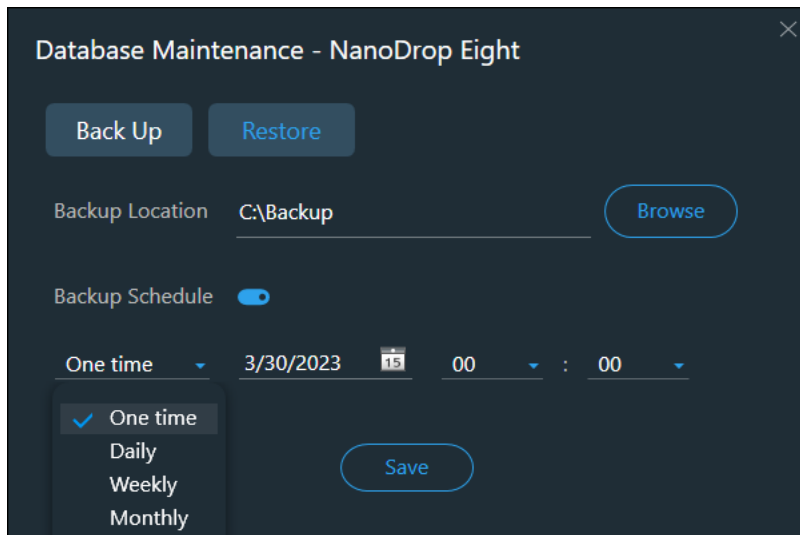 Database Maintenance - NanoDrop Eight
Back Up Restore
Backup Location C:\Backup Browse
Backup Schedule
One time 3/30/2023 15 00 : 00
One time
Daily
Save
Weekly
Monthly